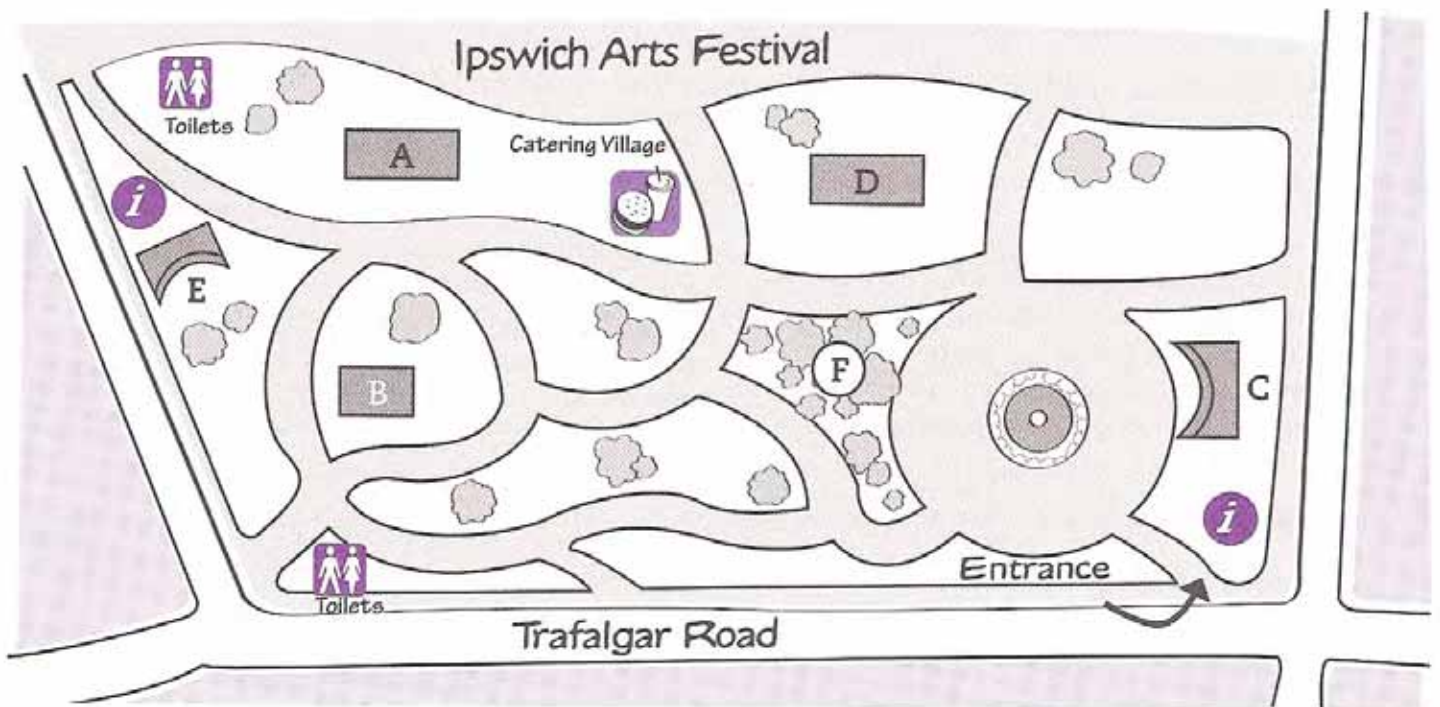 Ipswich Arts Festival
Toilets
A
Catering Village
D
i
E
B
F
C
i
Entrance
Toilets
Trafalgar Road